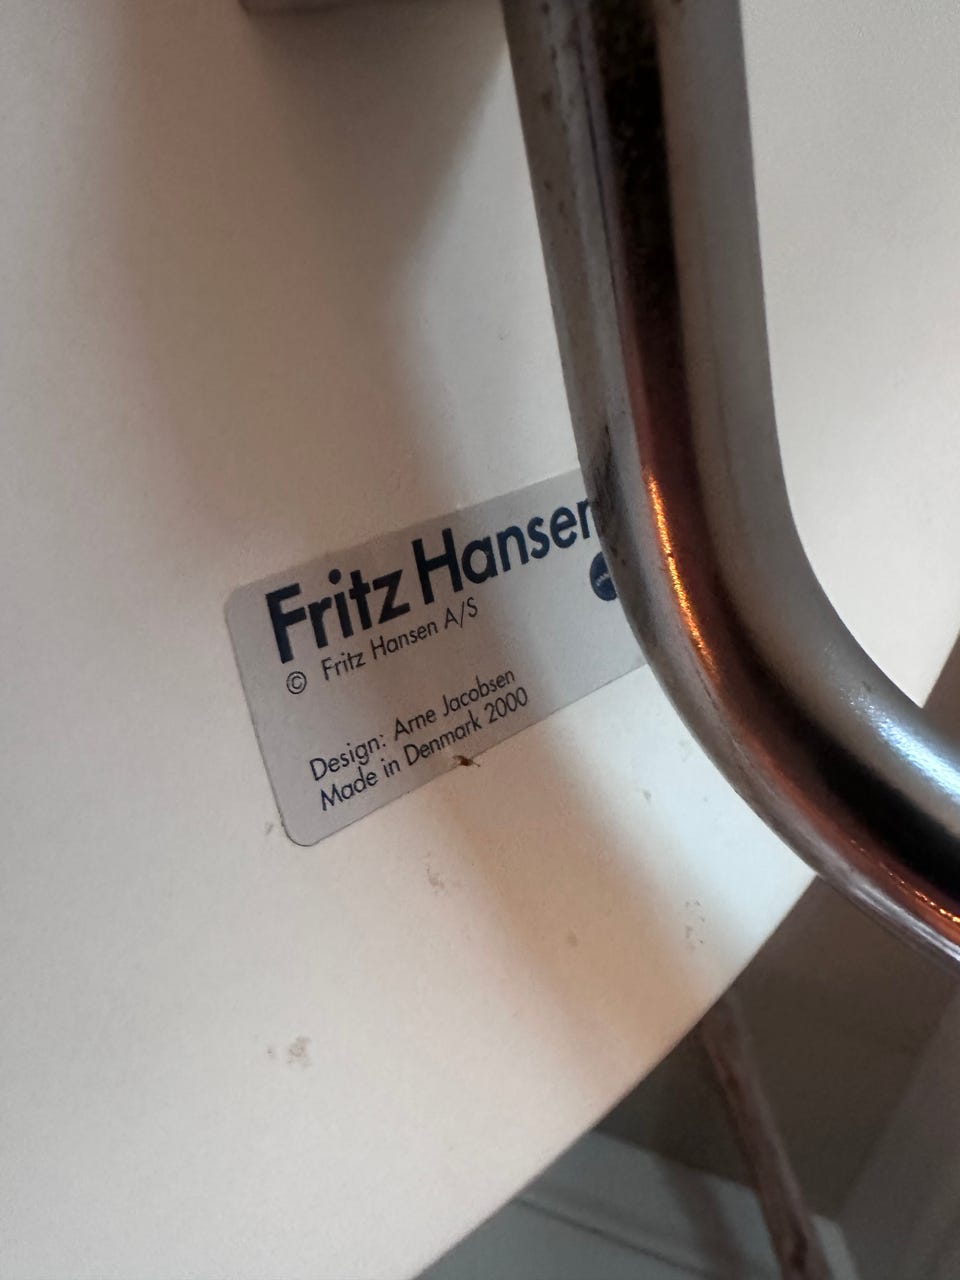 Fritz Hansen
© Fritz Hansen A/S
Design: Arne Jacobsen
Made in Denmark 2000